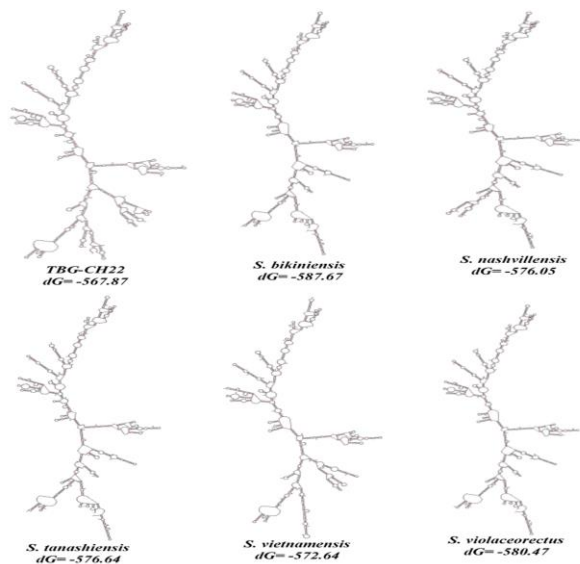 TBG-CH22
dG= -567.87
S. bikiniensis
dG= -587.67
S. nashvillensis
dG= -576.05
S. tanashiensis
dG= -576.64
S. vietnamensis
dG= -572.64
S. violaceorectus
dG= -580.47